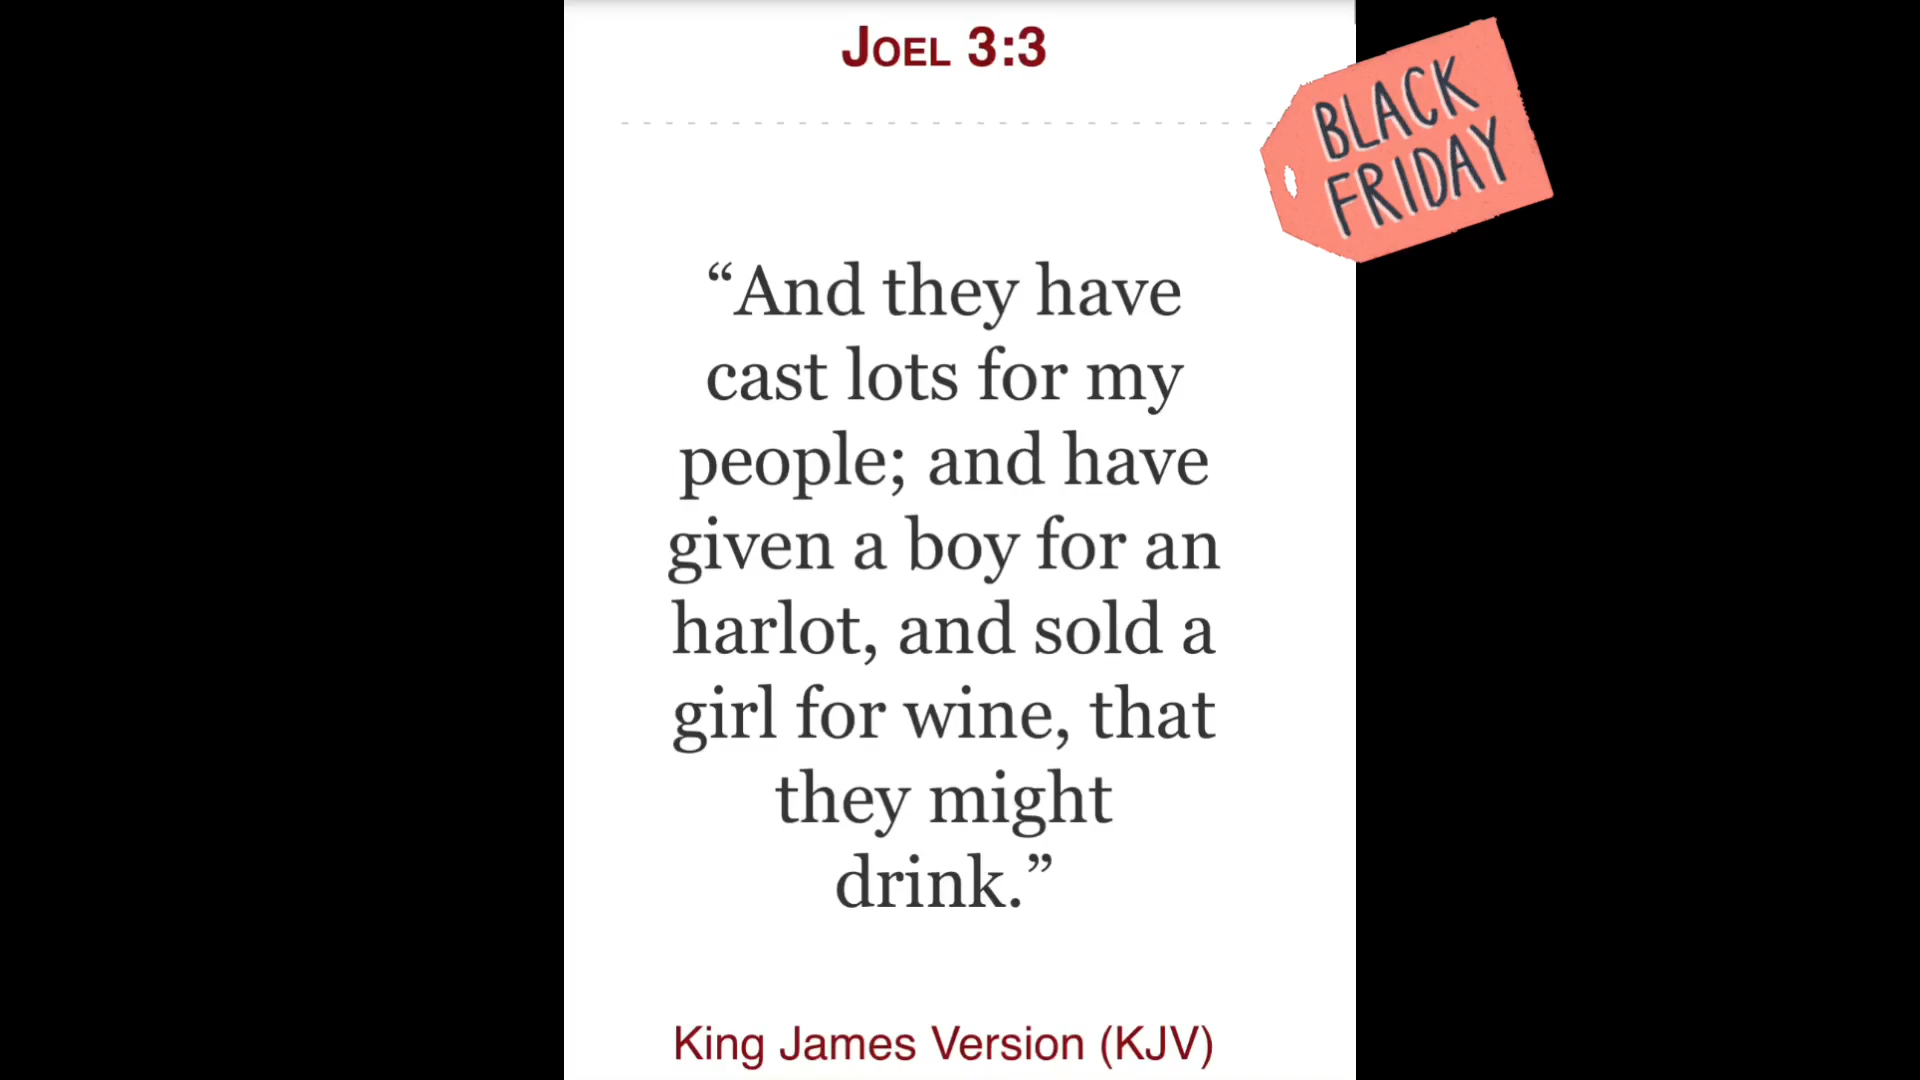 JOEL 3:3
BLACK
FRIDAY
“And they have
cast lots for my
people; and have
given a boy for an
harlot, and sold a
girl for wine, that
they might
drink.”
King James Version (KJV)